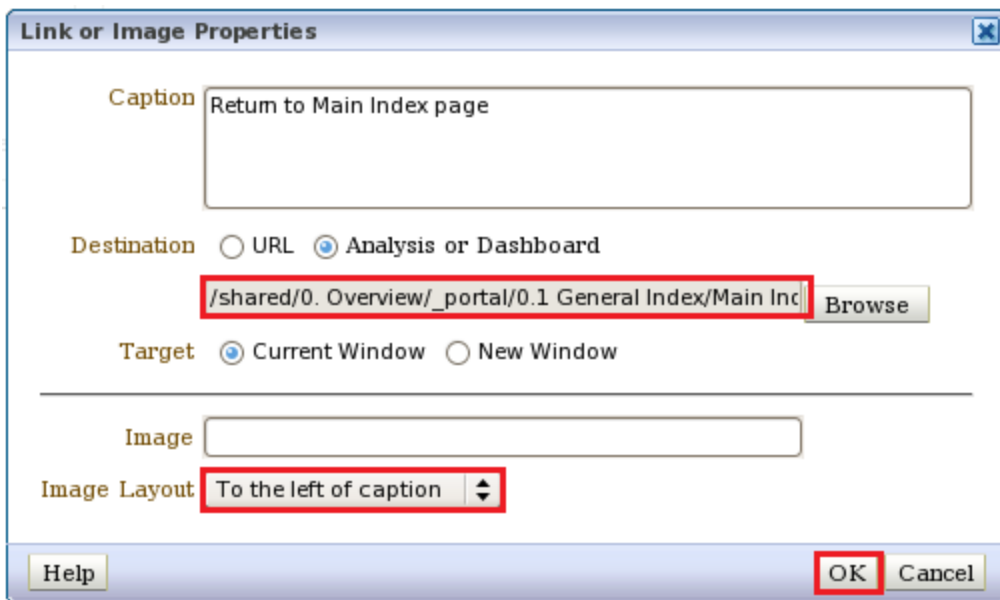 Link or Image Properties
Caption Return to Main Index page
Destination URL Analysis or Dashboard
/shared/0. Overview/_portal/0.1 General Index/Main Browse
Target Current Window New Window
Image
Image Layout To the left of caption
Help OK Cancel